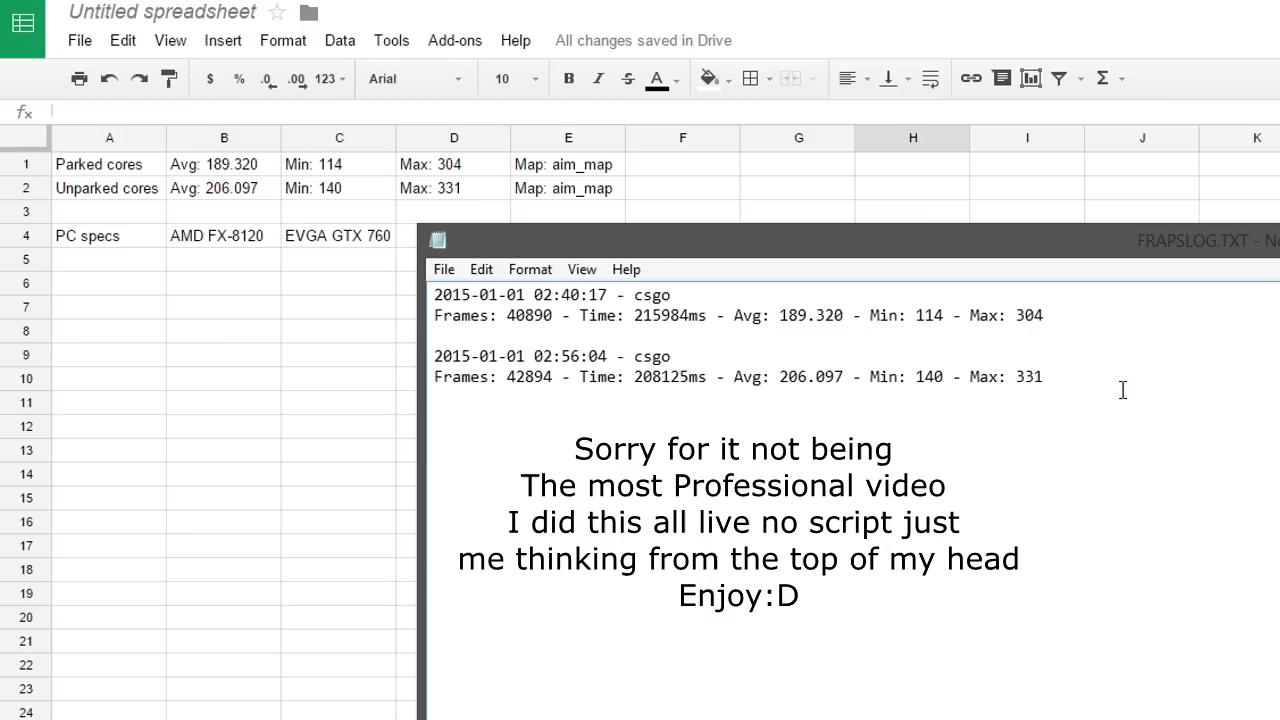 Untitled spreadsheet
File Edit View Insert Format Data Tools Add-ons Help All changes saved in Drive
$ % .0 .00 123 Arial 10 B I S A Σ
fx
A B C D E F G H I J K
1 Parked cores Avg: 189.320 Min: 114 Max: 304 Map: aim_map
2 Unparked cores Avg: 206.097 Min: 140 Max: 331 Map: aim_map
3
4 PC specs AMD FX-8120 EVGA GTX 760
5
6
7
8
9
10
11
12
13
14
15
16
17
18
19
20
21
22
23
24
FRAPSLOG.TXT - No
File Edit Format View Help
2015-01-01 02:40:17 - csgo
Frames: 40890 - Time: 215984ms - Avg: 189.320 - Min: 114 - Max: 304
2015-01-01 02:56:04 - csgo
Frames: 42894 - Time: 208125ms - Avg: 206.097 - Min: 140 - Max: 331
Sorry for it not being
The most Professional video
I did this all live no script just
me thinking from the top of my head
Enjoy:D